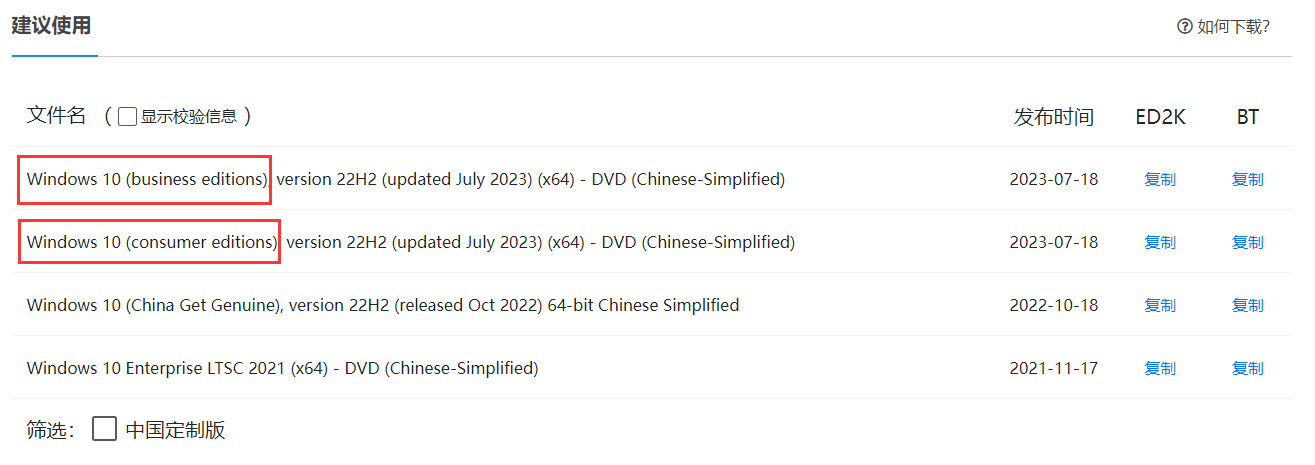 建议使用
如何下载?
文件名 (显示校验信息) 发布时间 ED2K BT
Windows 10 (business editions), version 22H2 (updated July 2023) (x64) - DVD (Chinese-Simplified) 2023-07-18 复制 复制
Windows 10 (consumer editions), version 22H2 (updated July 2023) (x64) - DVD (Chinese-Simplified) 2023-07-18 复制 复制
Windows 10 (China Get Genuine), version 22H2 (released Oct 2022) 64-bit Chinese Simplified 2022-10-18 复制 复制
Windows 10 Enterprise LTSC 2021 (x64) - DVD (Chinese-Simplified) 2021-11-17 复制 复制
筛选: 中国定制版